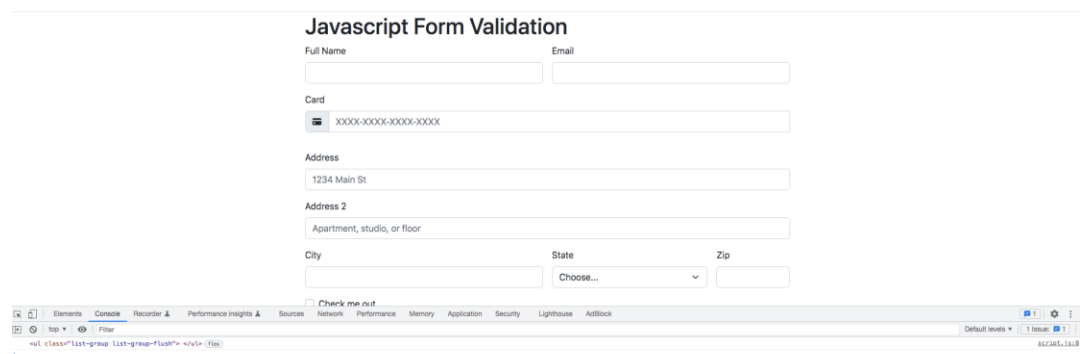 Javascript Form Validation
Full Name Email
Card
XXXX-XXXX-XXXX-XXXX
Address
1234 Main St
Address 2
Apartment, studio, or floor
City State Zip
Choose...
Check me out
Elements Console Recorder Performance insights Sources Network Performance Memory Application Security Lighthouse AdBlock 1
top Filter Default levels 1 Issue: 1
<ul class="list-group list-group-flush"> </ul> flex script.js:8